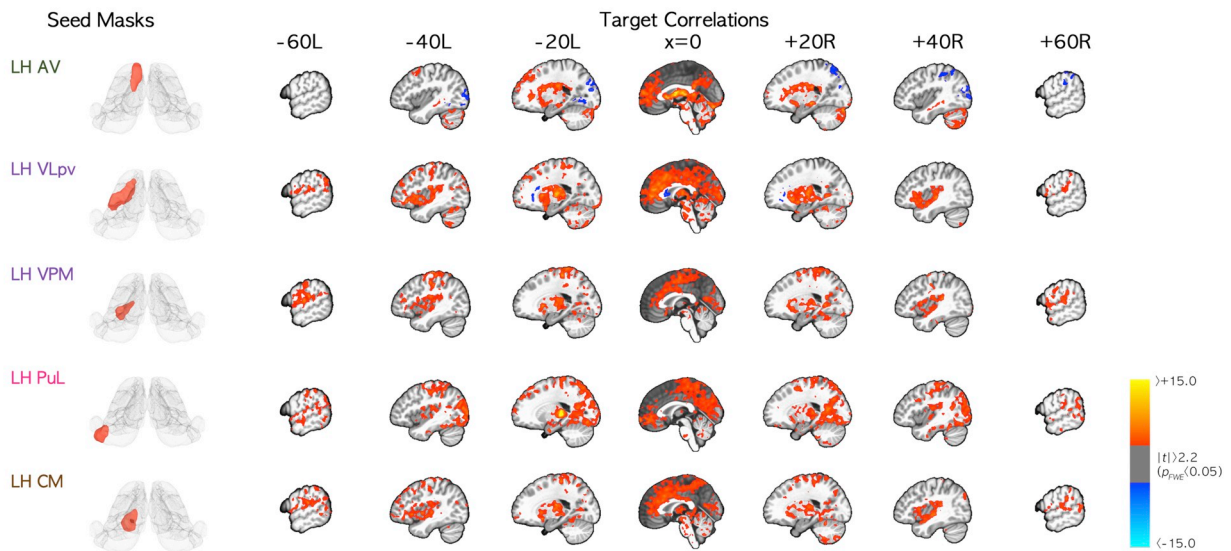 Seed Masks
Target Correlations
-60L -40L -20L x=0 +20R +40R +60R
LH AV
LH VLpv
LH VPM
LH PuL
LH CM
⟩+15.0
|t|⟩2.2
(pFWE⟨0.05)
⟨-15.0